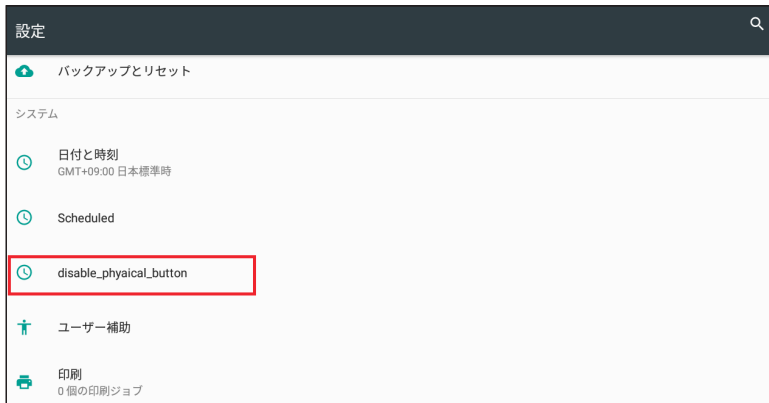 設定
バックアップとリセット
システム
日付と時刻
GMT+09:00 日本標準時
Scheduled
disable_phyaical_button
ユーザー補助
印刷
0 個の印刷ジョブ